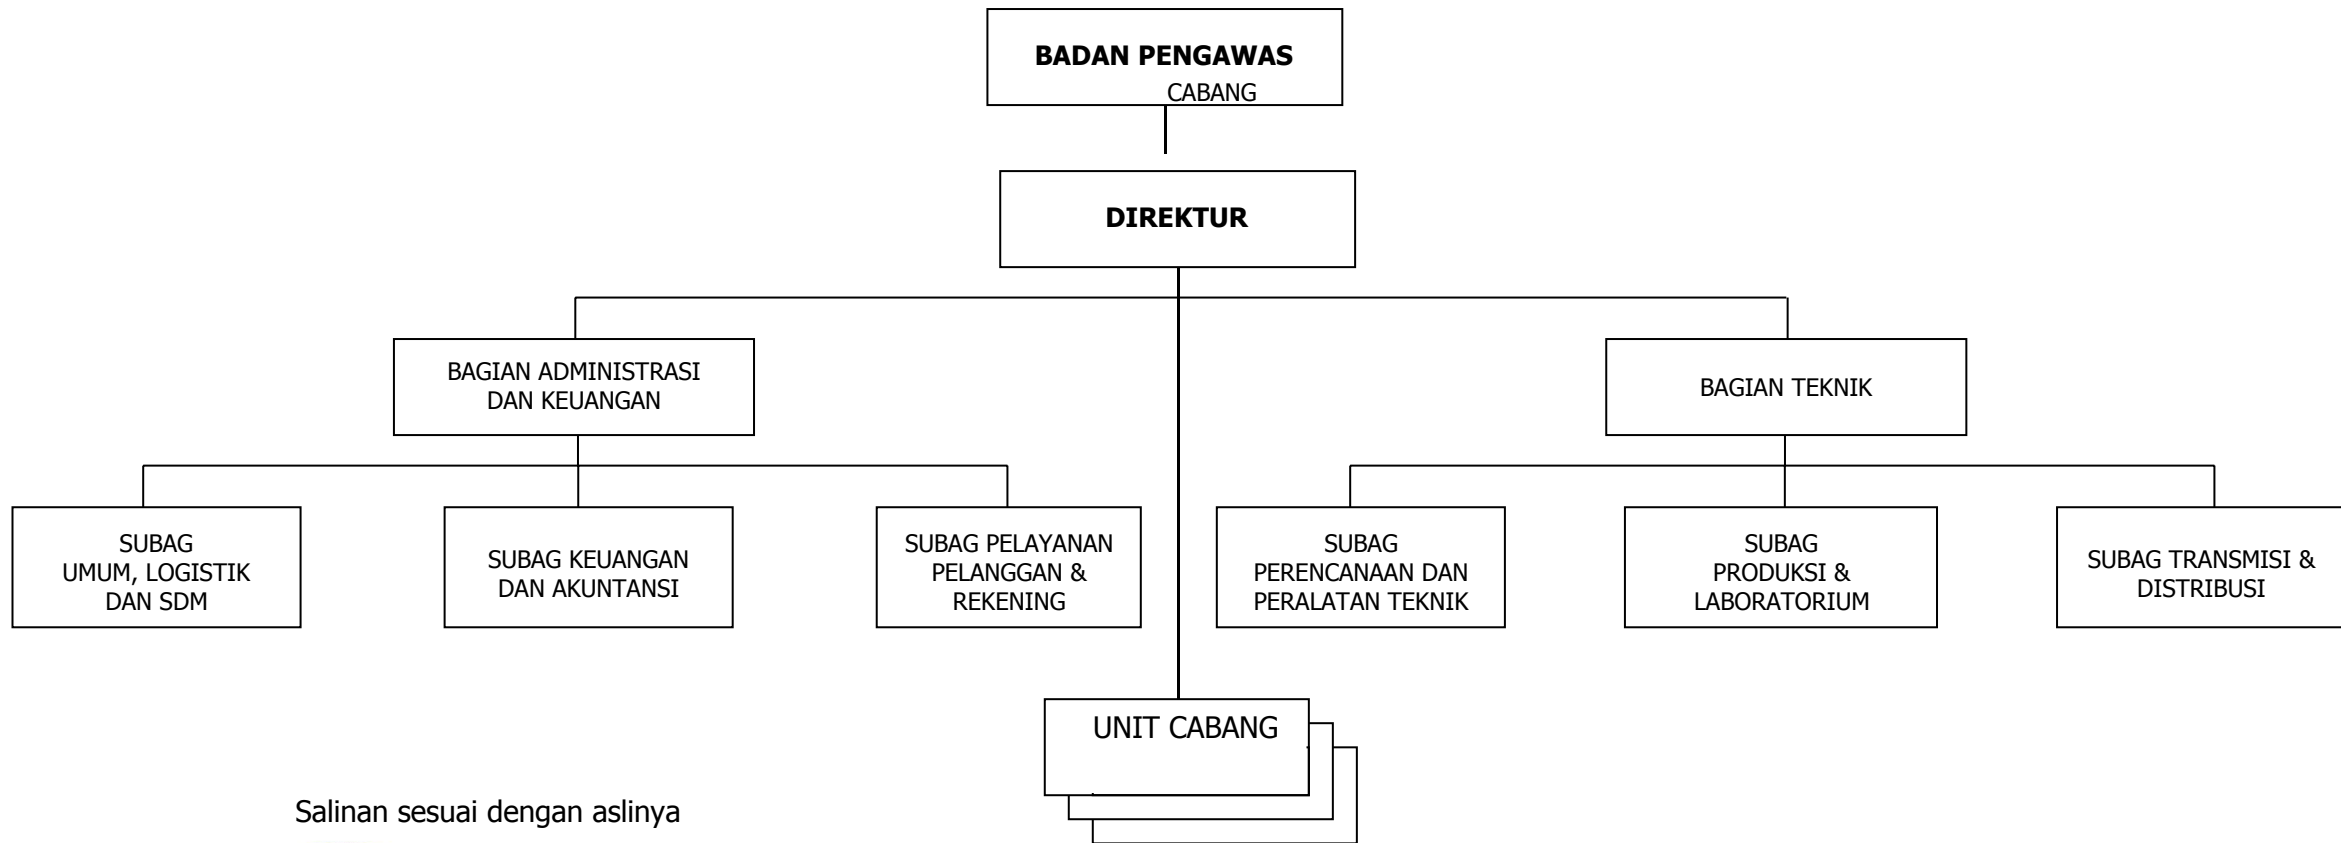 BADAN PENGAWAS
CABANG
DIREKTUR
BAGIAN ADMINISTRASI
DAN KEUANGAN
BAGIAN TEKNIK
SUBAG
UMUM, LOGISTIK
DAN SDM
SUBAG KEUANGAN
DAN AKUNTANSI
SUBAG PELAYANAN
PELANGGAN &
REKENING
SUBAG
PERENCANAAN DAN
PERALATAN TEKNIK
SUBAG
PRODUKSI &
LABORATORIUM
SUBAG TRANSMISI &
DISTRIBUSI
UNIT CABANG
Salinan sesuai dengan aslinya